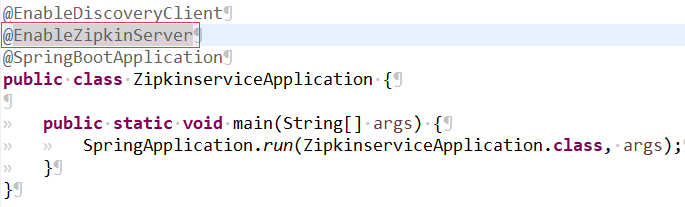 @EnableDiscoveryClient
@EnableZipkinServer
@SpringBootApplication
public class ZipkinserviceApplication {

    public static void main(String[] args) {
        SpringApplication.run(ZipkinserviceApplication.class, args);
    }
}